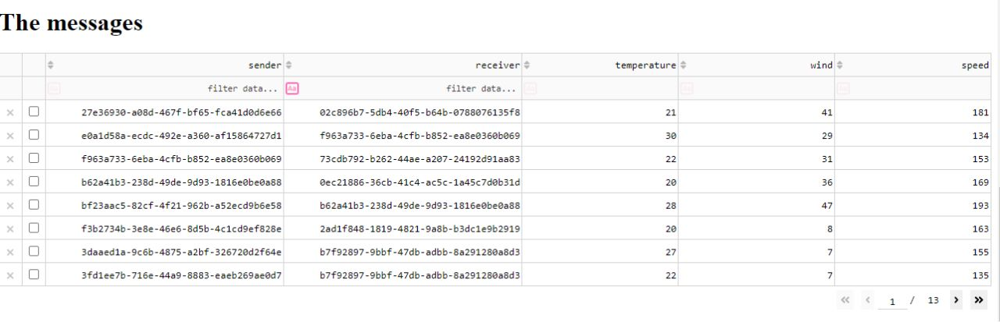 The messages
sender receiver temperature wind speed
Aa filter data... Aa filter data... Aa Aa Aa
× 27e36930-a08d-467f-bf65-fca41d0d6e66 02c896b7-5db4-40f5-b64b-0788076135f8 21 41 181
× e0a1d58a-ecdc-492e-a360-af15864727d1 f963a733-6eba-4cfb-b852-ea8e0360b069 30 29 134
× f963a733-6eba-4cfb-b852-ea8e0360b069 73cdb792-b262-44ae-a207-24192d91aa83 22 31 153
× b62a41b3-238d-49de-9d93-1816e0be0a88 0ec21886-36cb-41c4-ac5c-1a45c7d0b31d 20 36 169
× bf23aac5-82cf-4f21-962b-a52ecd9b6e58 b62a41b3-238d-49de-9d93-1816e0be0a88 28 47 193
× f3b2734b-3e8e-46e6-8d5b-4c1cd9ef828e 2ad1f848-1819-4821-9a8b-b3dc1e9b2919 20 8 163
× 3daaed1a-9c6b-4875-a2bf-326720d2f64e b7f92897-9bbf-47db-adbb-8a291280a8d3 27 7 155
× 3fd1ee7b-716e-44a9-8883-eaeb269ae0d7 b7f92897-9bbf-47db-adbb-8a291280a8d3 22 7 135
« ‹ 1 / 13 › »